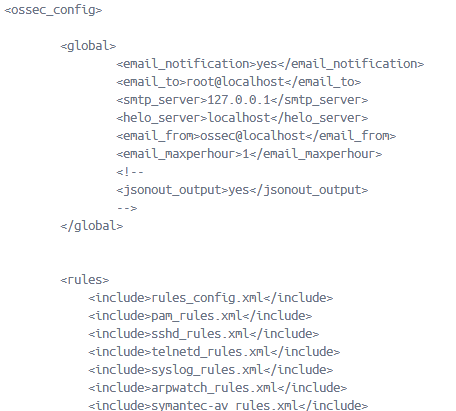 <ossec_config>
<global>
<email_notification>yes</email_notification>
<email_to>root@localhost</email_to>
<smtp_server>127.0.0.1</smtp_server>
<helo_server>localhost</helo_server>
<email_from>ossec@localhost</email_from>
<email_maxperhour>1</email_maxperhour>
<!--
<jsonout_output>yes</jsonout_output>
-->
</global>
<rules>
<include>rules_config.xml</include>
<include>pam_rules.xml</include>
<include>sshd_rules.xml</include>
<include>telnetd_rules.xml</include>
<include>syslog_rules.xml</include>
<include>arpwatch_rules.xml</include>
<include>symantec-av_rules.xml</include>